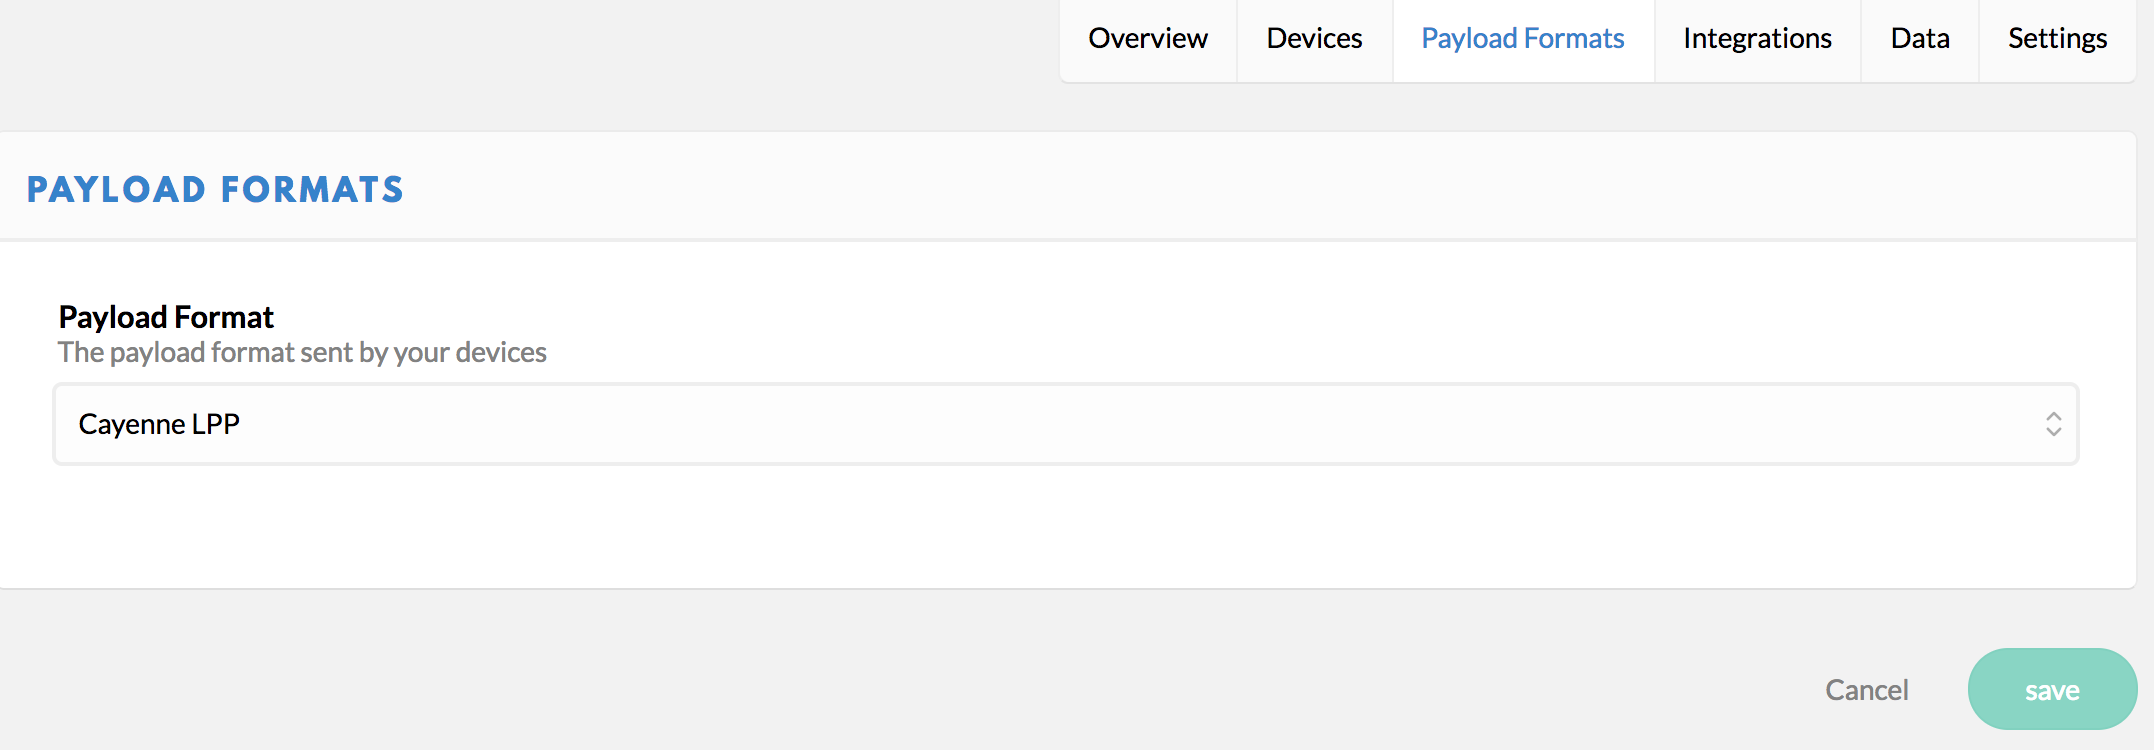 Overview Devices Payload Formats Integrations Data Settings
PAYLOAD FORMATS
Payload Format
The payload format sent by your devices
Cayenne LPP
Cancel save